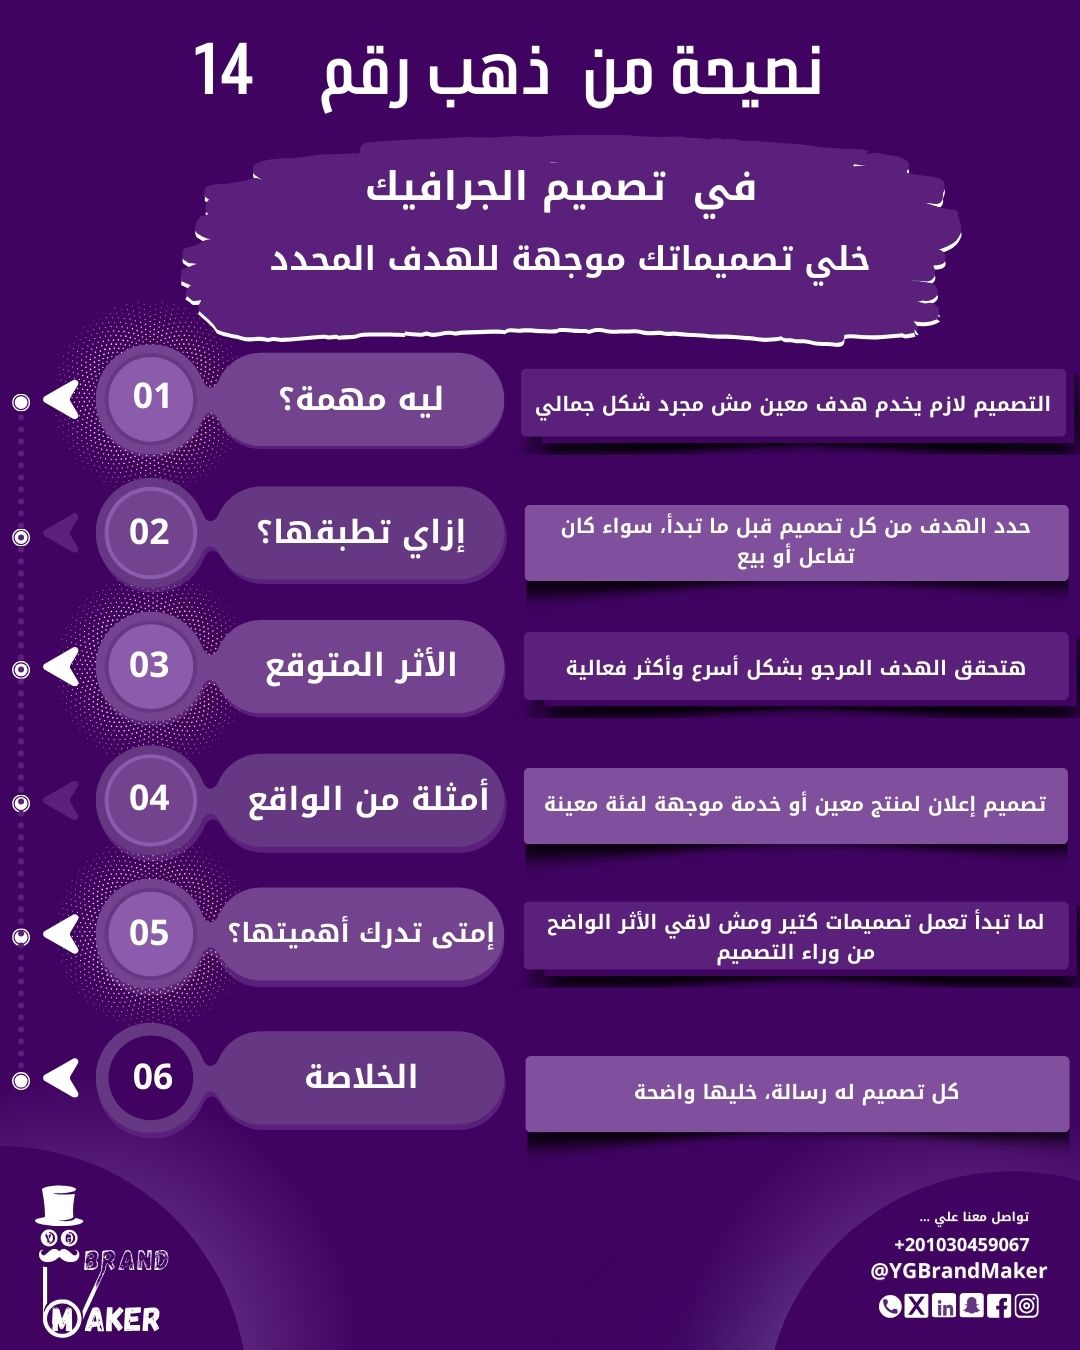 نصيحة من ذهب رقم 14
في تصميم الجرافيك
خلي تصميماتك موجهة للهدف المحدد
01
ليه مهمة؟
التصميم لازم يخدم هدف معين مش مجرد شكل جمالي
02
إزاي تطبقها؟
حدد الهدف من كل تصميم قبل ما تبدأ، سواء كان
تفاعل أو بيع
03
الأثر المتوقع
هتحقق الهدف المرجو بشكل أسرع وأكثر فعالية
04
أمثلة من الواقع
تصميم إعلان لمنتج معين أو خدمة موجهة لفئة معينة
05
إمتى تدرك أهميتها؟
لما تبدأ تعمل تصميمات كتير ومش لاقي الأثر الواضح
من وراء التصميم
06
الخلاصة
كل تصميم له رسالة، خليها واضحة
تواصل معنا علي ...
+201030459067
@YGBrandMaker
BRAND
MAKER